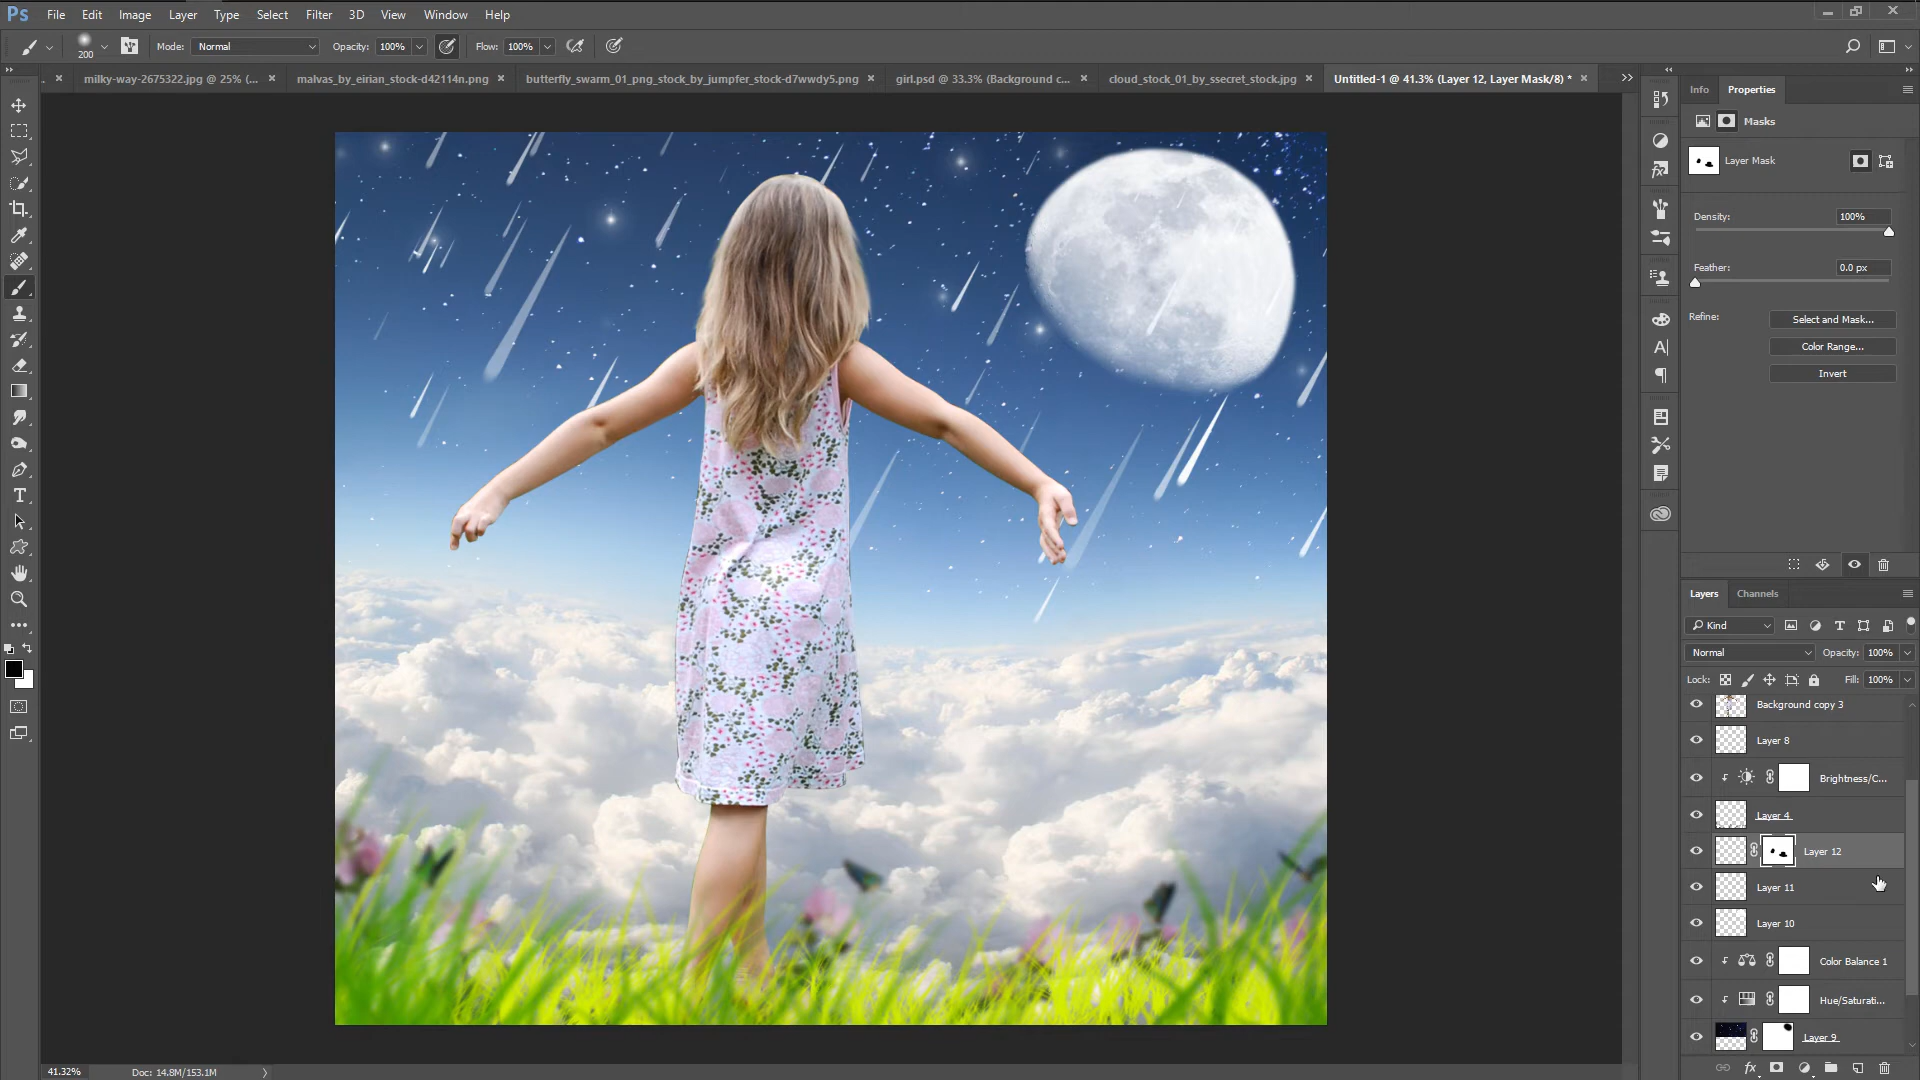 Ps File Edit Image Layer Type Select Filter 3D View Window Help
200 Mode: Normal Opacity: 100% Flow: 100%
milky-way-2675322.jpg @ 25% (... malvas_by_eirian_stock-d42114n.png butterfly_swarm_01_png_stock_by_jumpfer_stock-d7wwdy5.png girl.psd @ 33.3% (Background c... cloud_stock_01_by_ssecret_stock.jpg Untitled-1 @ 41.3% (Layer 12, Layer Mask/8) *
Info Properties
Masks
Layer Mask
Density: 100%
Feather: 0.0 px
Refine: Select and Mask...
Color Range...
Invert
Layers Channels
Kind
Normal Opacity: 100%
Lock: Fill: 100%
Background copy 3
Layer 8
Brightness/C...
Layer 4
Layer 12
Layer 11
Layer 10
Color Balance 1
Hue/Saturati...
Layer 9
41.32% Doc: 14.8M/153.1M